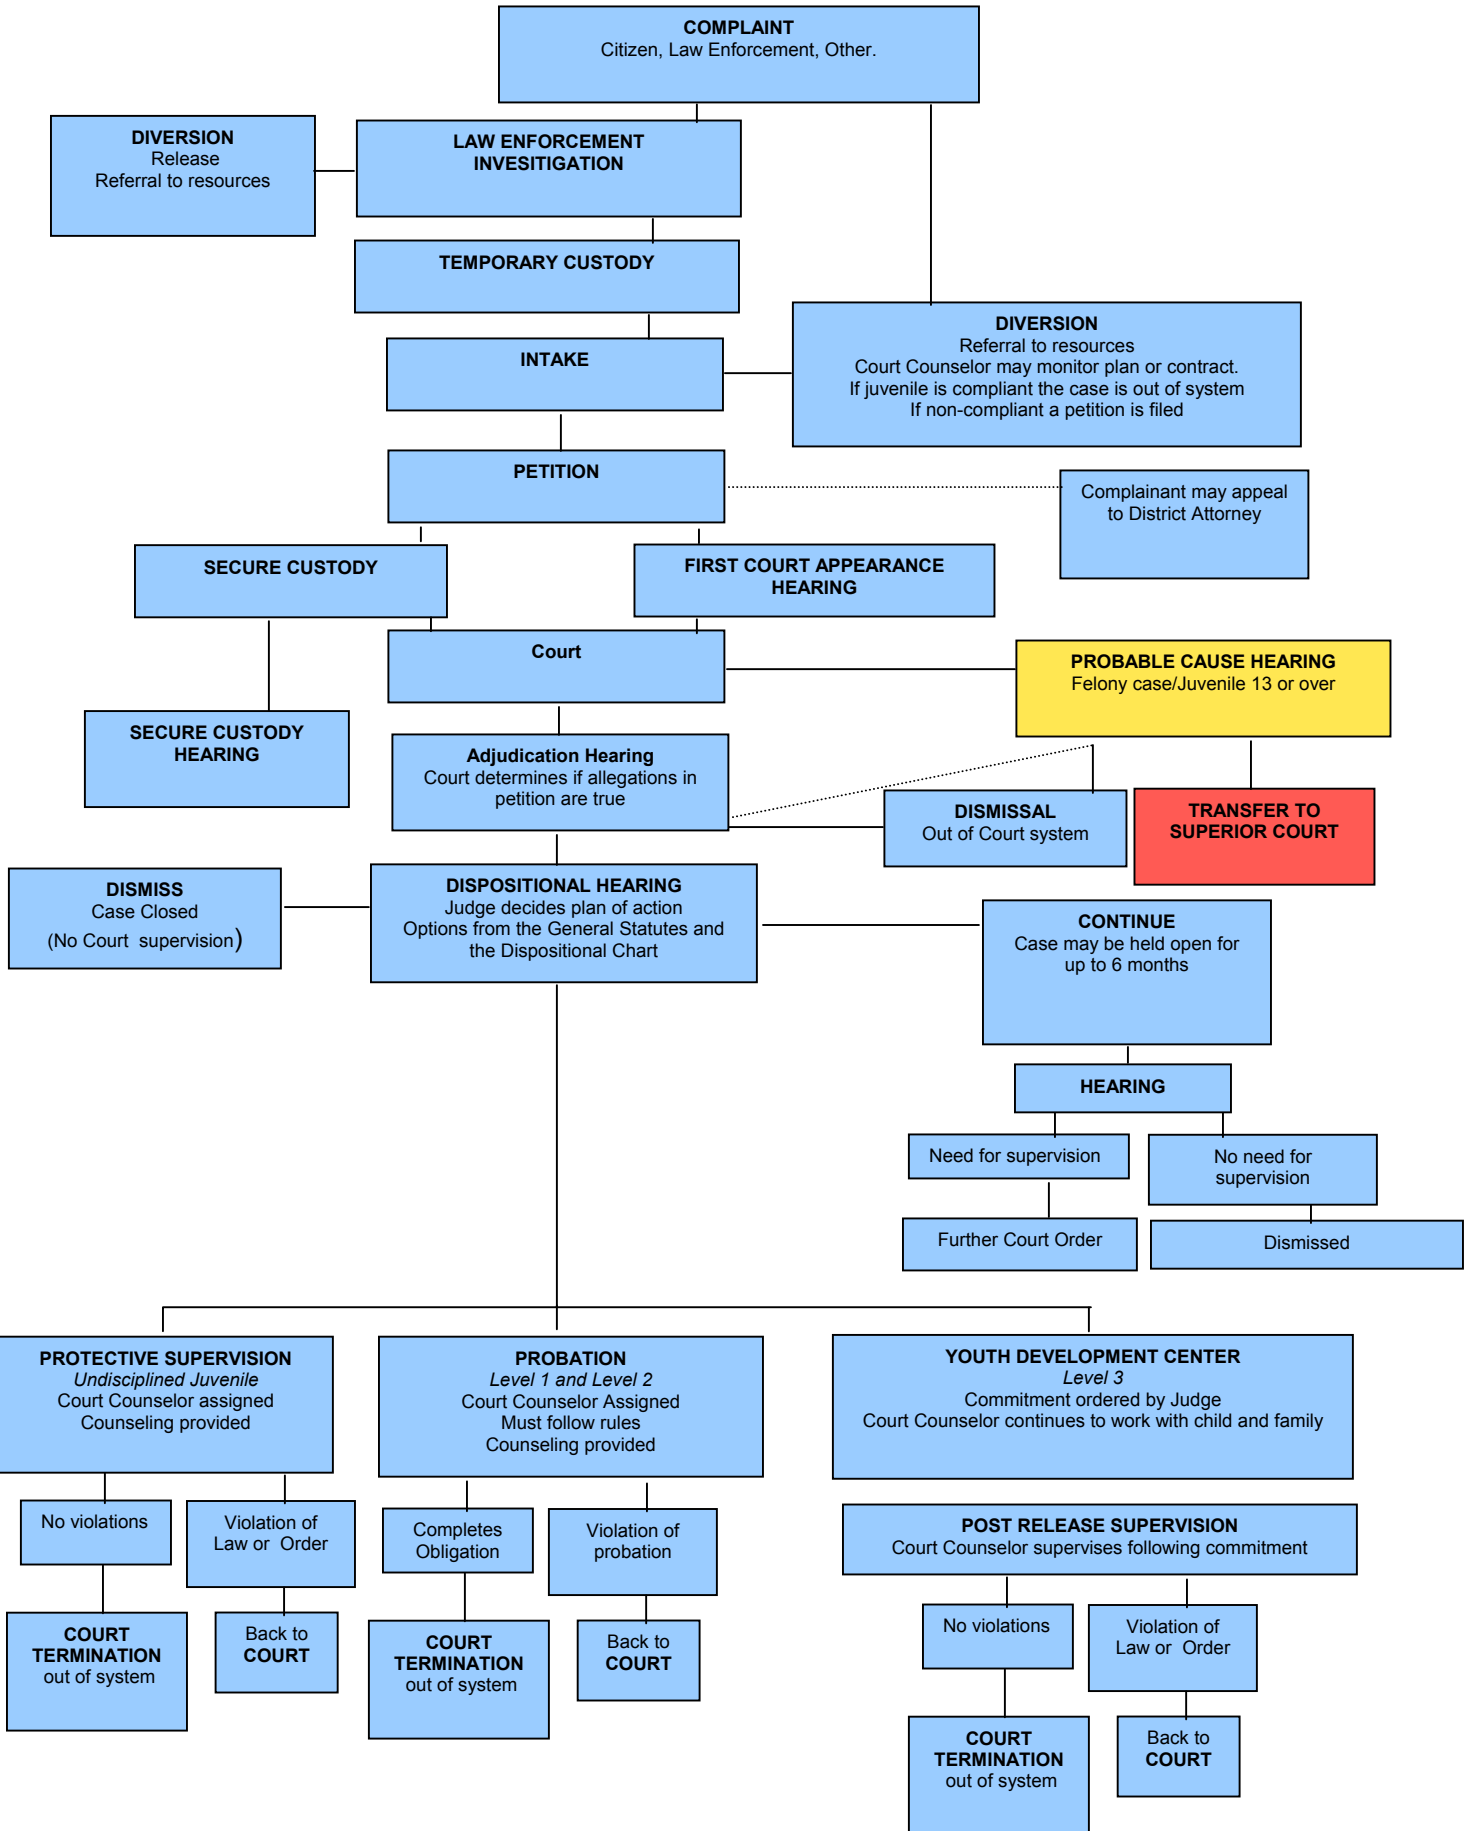 COMPLAINT
Citizen, Law Enforcement, Other.
DIVERSION
Release
Referral to resources
LAW ENFORCEMENT
INVESITIGATION
TEMPORARY CUSTODY
INTAKE
DIVERSION
Referral to resources
Court Counselor may monitor plan or contract.
If juvenile is compliant the case is out of system
If non-compliant a petition is filed
PETITION
Complainant may appeal
to District Attorney
SECURE CUSTODY
FIRST COURT APPEARANCE
HEARING
Court
PROBABLE CAUSE HEARING
Felony case/Juvenile 13 or over
SECURE CUSTODY
HEARING
Adjudication Hearing
Court determines if allegations in
petition are true
DISMISSAL
Out of Court system
TRANSFER TO
SUPERIOR COURT
DISMISS
Case Closed
(No Court supervision)
DISPOSITIONAL HEARING
Judge decides plan of action
Options from the General Statutes and
the Dispositional Chart
CONTINUE
Case may be held open for
up to 6 months
HEARING
Need for supervision
No need for
supervision
Further Court Order
Dismissed
PROTECTIVE SUPERVISION
Undisciplined Juvenile
Court Counselor assigned
Counseling provided
PROBATION
Level 1 and Level 2
Court Counselor Assigned
Must follow rules
Counseling provided
YOUTH DEVELOPMENT CENTER
Level 3
Commitment ordered by Judge
Court Counselor continues to work with child and family
No violations
Violation of
Law or Order
Completes
Obligation
Violation of
probation
POST RELEASE SUPERVISION
Court Counselor supervises following commitment
COURT
TERMINATION
out of system
Back to
COURT
COURT
TERMINATION
out of system
Back to
COURT
No violations
Violation of
Law or Order
COURT
TERMINATION
out of system
Back to
COURT